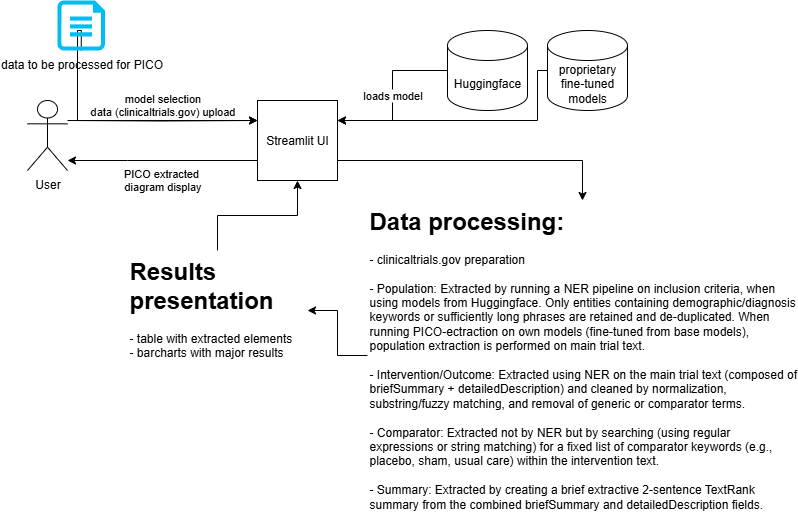 data to be processed for PICO
model selection
data (clinicaltrials.gov) upload
loads model
Huggingface
proprietary
fine-tuned
models
Streamlit UI
User
PICO extracted
diagram display
Data processing:
- clinicaltrials.gov preparation
- Population: Extracted by running a NER pipeline on inclusion criteria, when
using models from Huggingface. Only entities containing demographic/diagnosis
keywords or sufficiently long phrases are retained and de-duplicated. When
running PICO-ectraction on own models (fine-tuned from base models),
population extraction is performed on main trial text.
- Intervention/Outcome: Extracted using NER on the main trial text (composed of
briefSummary + detailedDescription) and cleaned by normalization,
substring/fuzzy matching, and removal of generic or comparator terms.
- Comparator: Extracted not by NER but by searching (using regular
expressions or string matching) for a fixed list of comparator keywords (e.g.,
placebo, sham, usual care) within the intervention text.
- Summary: Extracted by creating a brief extractive 2-sentence TextRank
summary from the combined briefSummary and detailedDescription fields.
Results
presentation
- table with extracted elements
- barcharts with major results